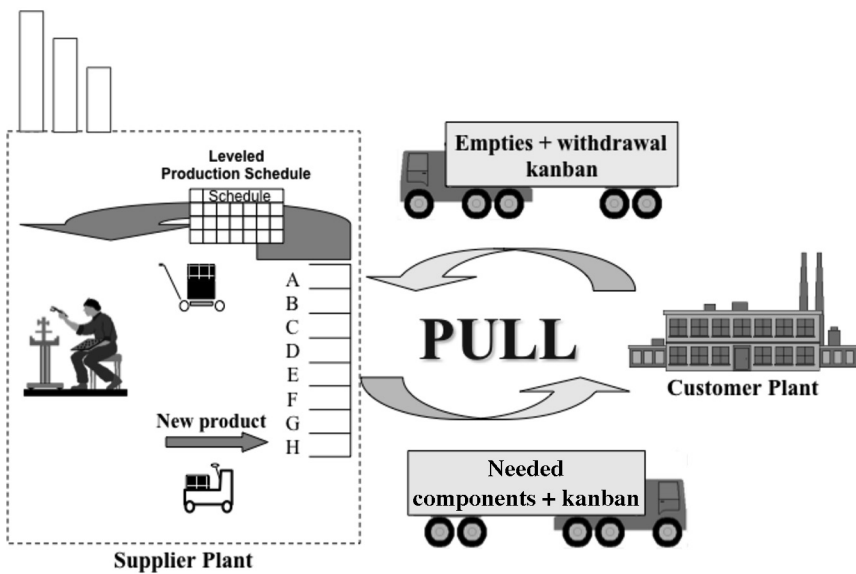 Leveled
Production Schedule
Schedule
Empties + withdrawal
kanban
A
B
C
D
E
F
G
H
PULL
Customer Plant
New product
Needed
components + kanban
Supplier Plant